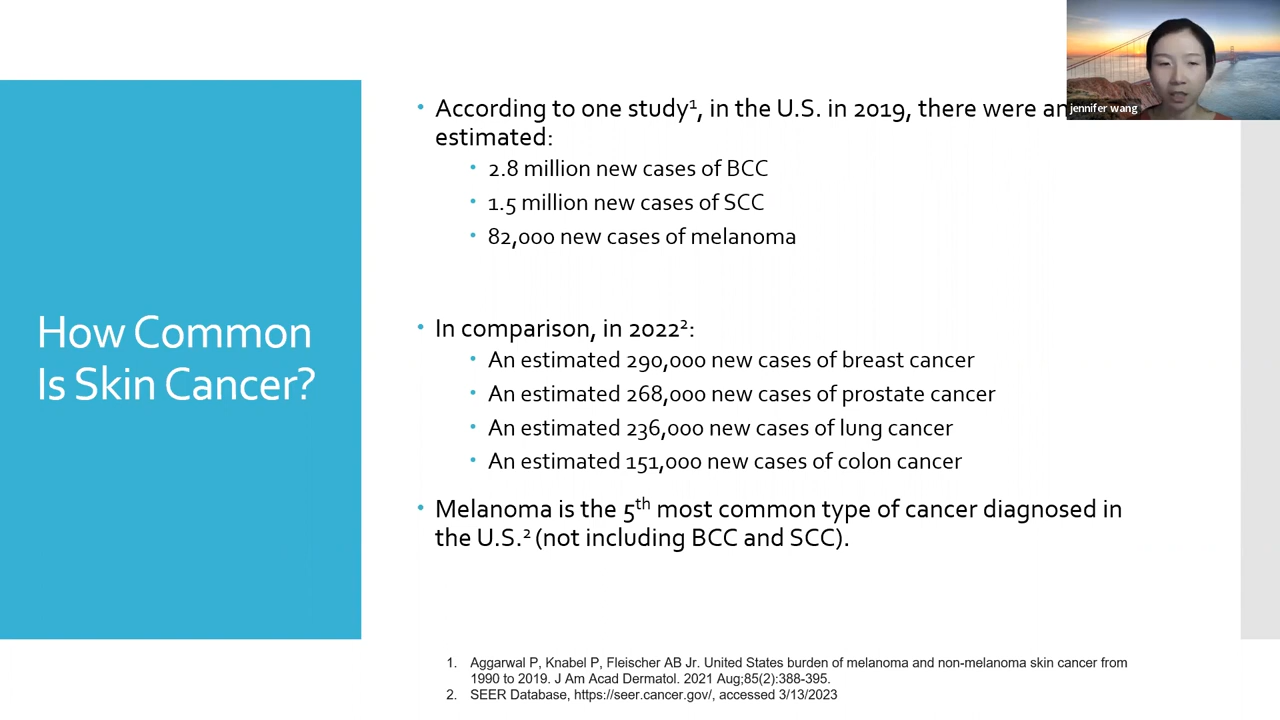 How Common
Is Skin Cancer?
• According to one study¹, in the U.S. in 2019, there were an
estimated:
• 2.8 million new cases of BCC
• 1.5 million new cases of SCC
• 82,000 new cases of melanoma
• In comparison, in 2022²:
• An estimated 290,000 new cases of breast cancer
• An estimated 268,000 new cases of prostate cancer
• An estimated 236,000 new cases of lung cancer
• An estimated 151,000 new cases of colon cancer
• Melanoma is the 5th most common type of cancer diagnosed in
the U.S.² (not including BCC and SCC).
1. Aggarwal P, Knabel P, Fleischer AB Jr. United States burden of melanoma and non-melanoma skin cancer from
1990 to 2019. J Am Acad Dermatol. 2021 Aug;85(2):388-395.
2. SEER Database, https://seer.cancer.gov/, accessed 3/13/2023
jennifer wang